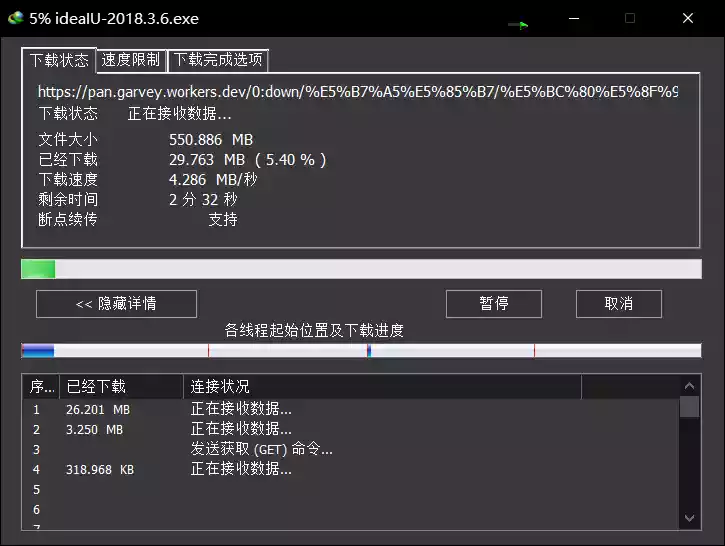 5% ideaIU-2018.3.6.exe
下载状态 速度限制 下载完成选项
https://pan.garvey.workers.dev/0:down/%E5%B7%A5%E5%85%B7/%E5%BC%80%E5%8F%9
下载状态 正在接收数据...
文件大小 550.886 MB
已经下载 29.763 MB ( 5.40 % )
下载速度 4.286 MB/秒
剩余时间 2 分 32 秒
断点续传 支持
<< 隐藏详情 暂停 取消
各线程起始位置及下载进度
序... 已经下载 连接状况
1 26.201 MB 正在接收数据...
2 3.250 MB 正在接收数据...
3 发送获取 (GET) 命令...
4 318.968 KB 正在接收数据...
5
6
7